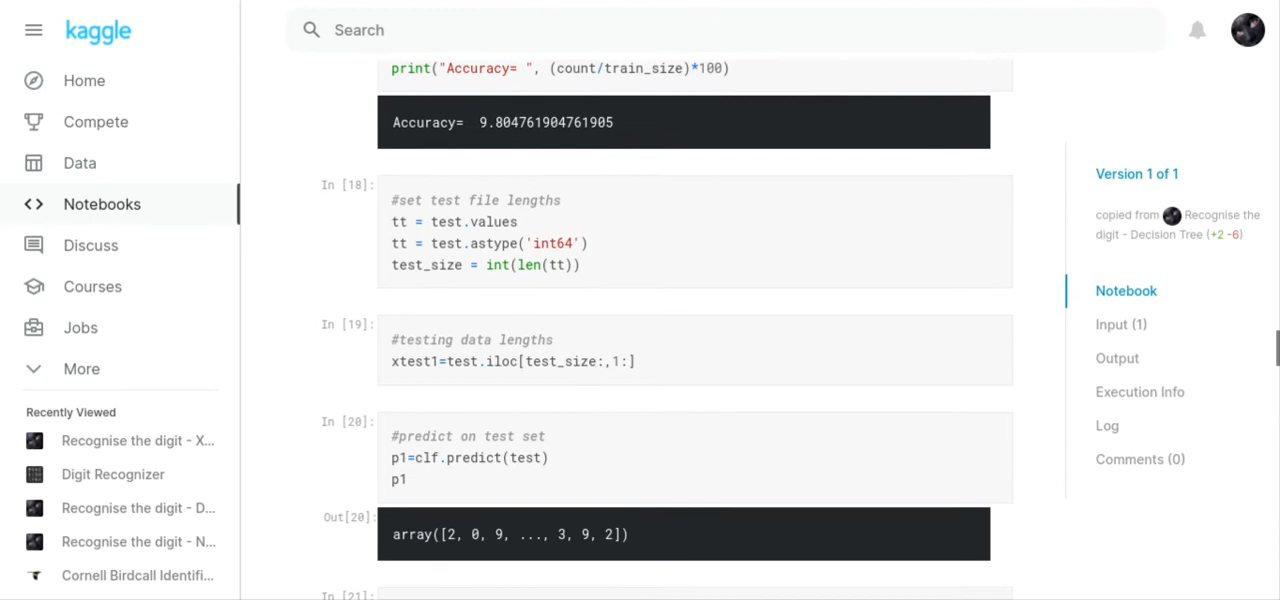 kaggle
Search
Home
Compete
Data
Notebooks
Discuss
Courses
Jobs
More
Recently Viewed
Recognise the digit - X...
Digit Recognizer
Recognise the digit - D...
Recognise the digit - N...
Cornell Birdcall Identifi...
print("Accuracy= ", (count/train_size)*100)
Accuracy=  9.804761904761905
In [18]:
#set test file lengths
tt = test.values
tt = test.astype('int64')
test_size = int(len(tt))
In [19]:
#testing data lengths
xtest1=test.iloc[test_size:,1:]
In [20]:
#predict on test set
p1=clf.predict(test)
p1
Out[20]:
array([2, 0, 9, ..., 3, 9, 2])
In [21]:
Version 1 of 1
copied from Recognise the
digit - Decision Tree (+2 -6)
Notebook
Input (1)
Output
Execution Info
Log
Comments (0)